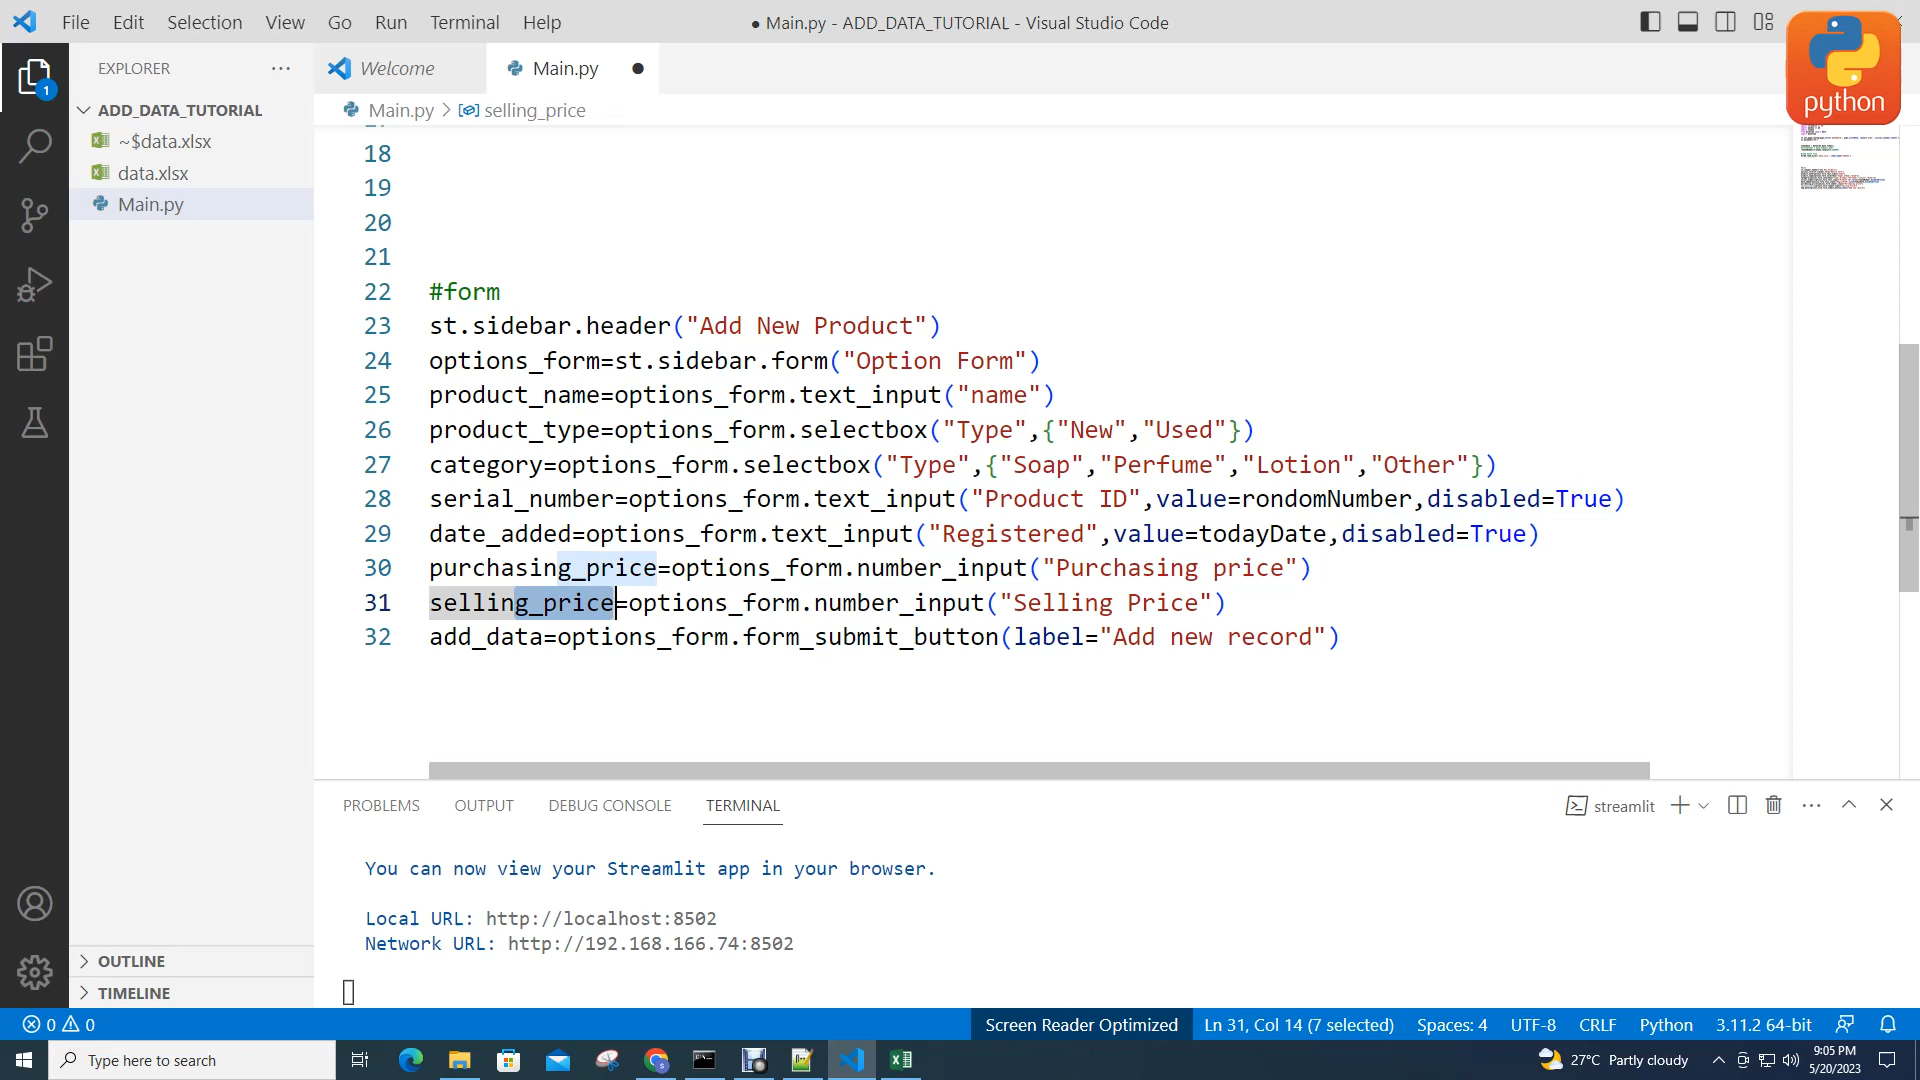 File Edit Selection View Go Run Terminal Help
● Main.py - ADD_DATA_TUTORIAL - Visual Studio Code
python
EXPLORER
Welcome
Main.py
1
ADD_DATA_TUTORIAL
~$data.xlsx
data.xlsx
Main.py
Main.py > selling_price
18
19
20
21
22 #form
23 st.sidebar.header("Add New Product")
24 options_form=st.sidebar.form("Option Form")
25 product_name=options_form.text_input("name")
26 product_type=options_form.selectbox("Type",{"New","Used"})
27 category=options_form.selectbox("Type",{"Soap","Perfume","Lotion","Other"})
28 serial_number=options_form.text_input("Product ID",value=rondomNumber,disabled=True)
29 date_added=options_form.text_input("Registered",value=todayDate,disabled=True)
30 purchasing_price=options_form.number_input("Purchasing price")
31 selling_price=options_form.number_input("Selling Price")
32 add_data=options_form.form_submit_button(label="Add new record")
PROBLEMS OUTPUT DEBUG CONSOLE TERMINAL
streamlit
You can now view your Streamlit app in your browser.
Local URL: http://localhost:8502
Network URL: http://192.168.166.74:8502
OUTLINE
TIMELINE
0 0
Screen Reader Optimized Ln 31, Col 14 (7 selected) Spaces: 4 UTF-8 CRLF Python 3.11.2 64-bit
Type here to search
27°C Partly cloudy
9:05 PM
5/20/2023